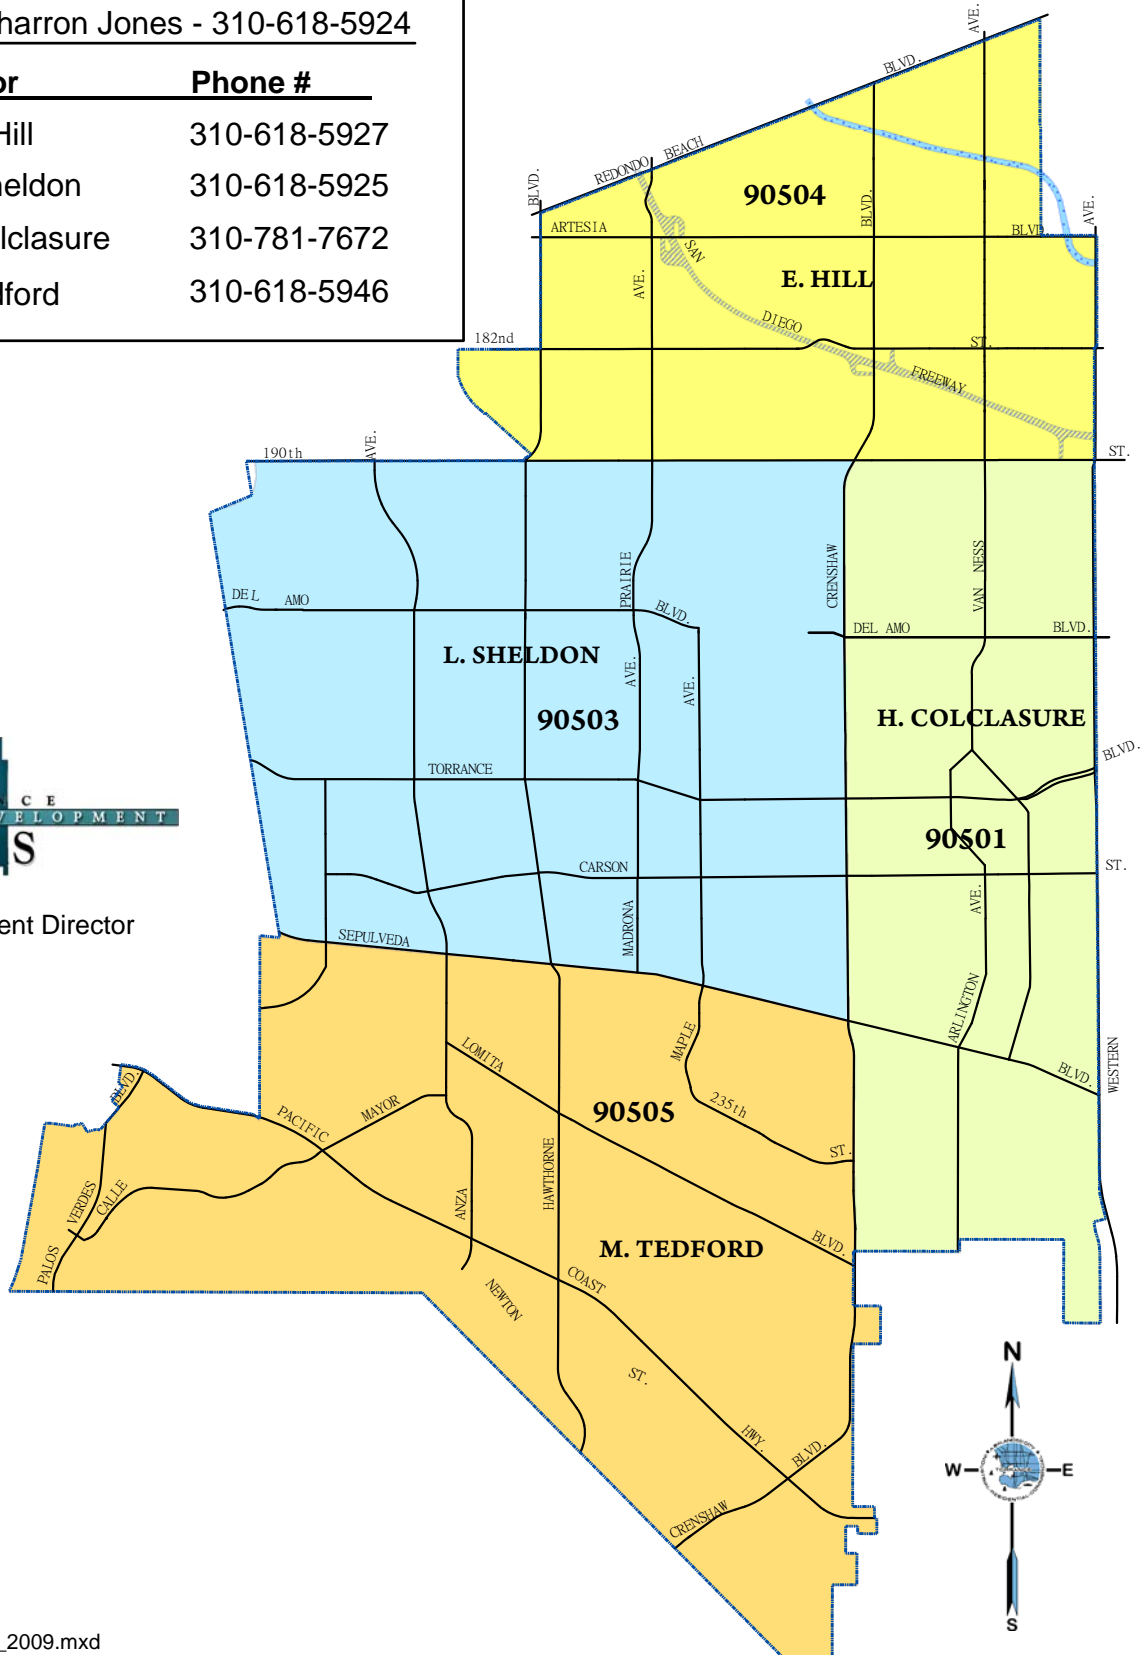 harron Jones - 310-618-5924
or Phone #
Hill 310-618-5927
heldon 310-618-5925
lclasure 310-781-7672
dford 310-618-5946
AVE.
BLVD.
REDONDO BEACH
BLVD.
90504
BLVD.
AVE.
ARTESIA
BLVD.
SAN
AVE.
E. HILL
DIEGO
182nd
ST.
FREEWAY
AVE.
190th
ST.
PRAIRIE
CRENSHAW
VAN NESS
DEL AMO
BLVD.
DEL AMO
BLVD.
L. SHELDON
AVE.
AVE.
90503
H. COLCLASURE
BLVD.
TORRANCE
C E
VELOPMENT
S
90501
CARSON
ST.
AVE.
ent Director
SEPULVEDA
MADRONA
ARLINGTON
MAPLE
WESTERN
LOMITA
BLVD.
BLVD.
235th
MAYOR
90505
PACIFIC
ST.
HAWTHORNE
VERDES
CALLE
ANZA
M. TEDFORD
BLVD.
PALOS
COAST
NEWTON
ST.
HWY.
BLVD.
CRENSHAW
N
W E
S
_2009.mxd